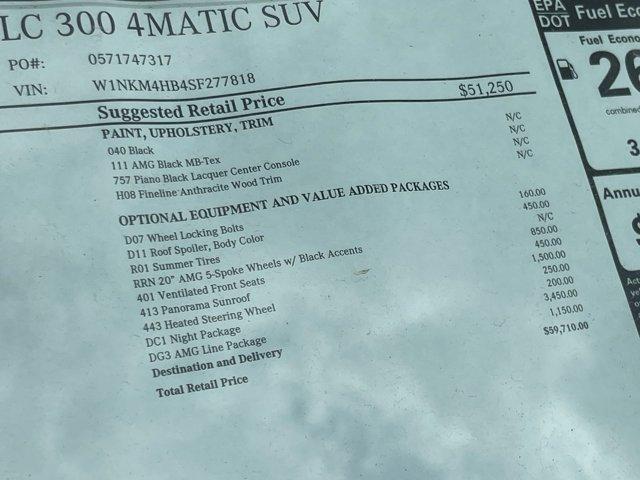 LC 300 4MATIC SUV
PO#: 0571747317
VIN: W1NKM4HB4SF277818
Suggested Retail Price $51,250
PAINT, UPHOLSTERY, TRIM
040 Black N/C
111 AMG Black MB-Tex N/C
757 Piano Black Lacquer Center Console N/C
H08 Fineline Anthracite Wood Trim N/C
OPTIONAL EQUIPMENT AND VALUE ADDED PACKAGES
D07 Wheel Locking Bolts 160.00
D11 Roof Spoiler, Body Color 450.00
R01 Summer Tires N/C
RRN 20" AMG 5-Spoke Wheels w/ Black Accents 850.00
401 Ventilated Front Seats 450.00
413 Panorama Sunroof 1,500.00
443 Heated Steering Wheel 250.00
DC1 Night Package 200.00
DG3 AMG Line Package 3,450.00
Destination and Delivery 1,150.00
Total Retail Price $59,710.00
EPA
DOT Fuel Eco
Fuel Econo
26
combined
3.
Annu